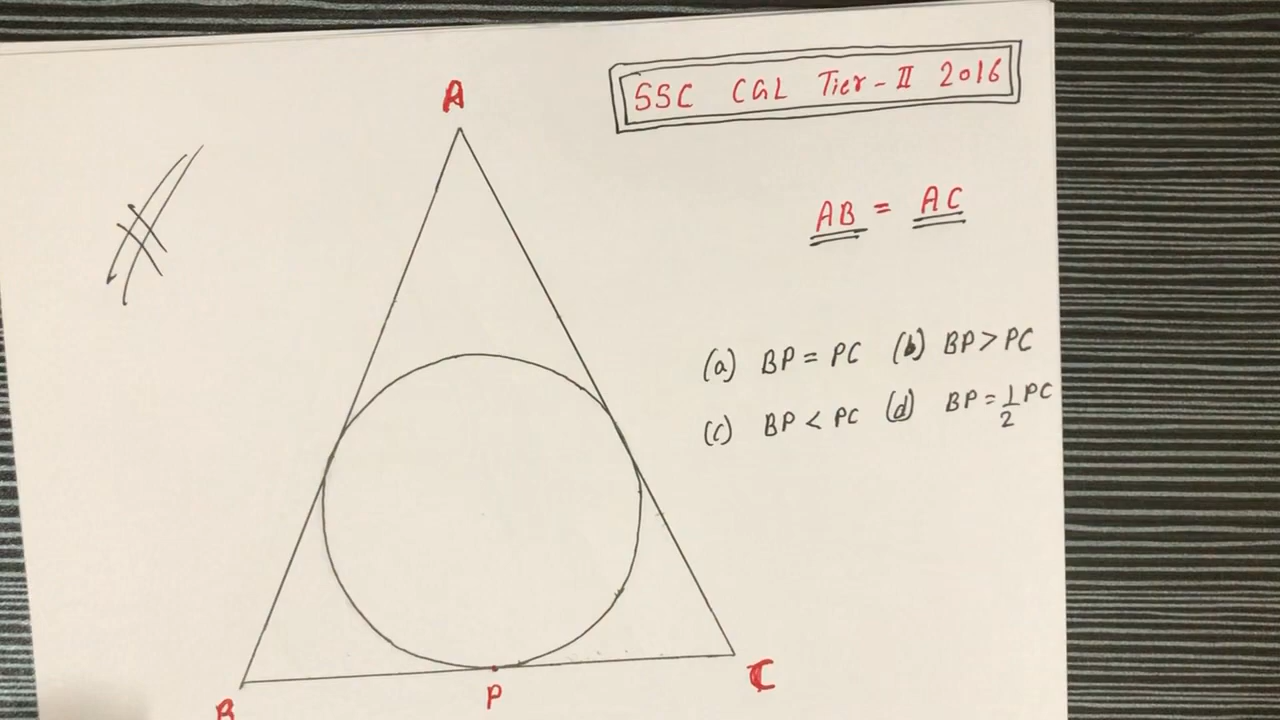 SSC CGL Tier-II 2016
A
AB = AC
(a) BP = PC (b) BP > PC
(c) BP < PC (d) BP = 1/2 PC
B P C